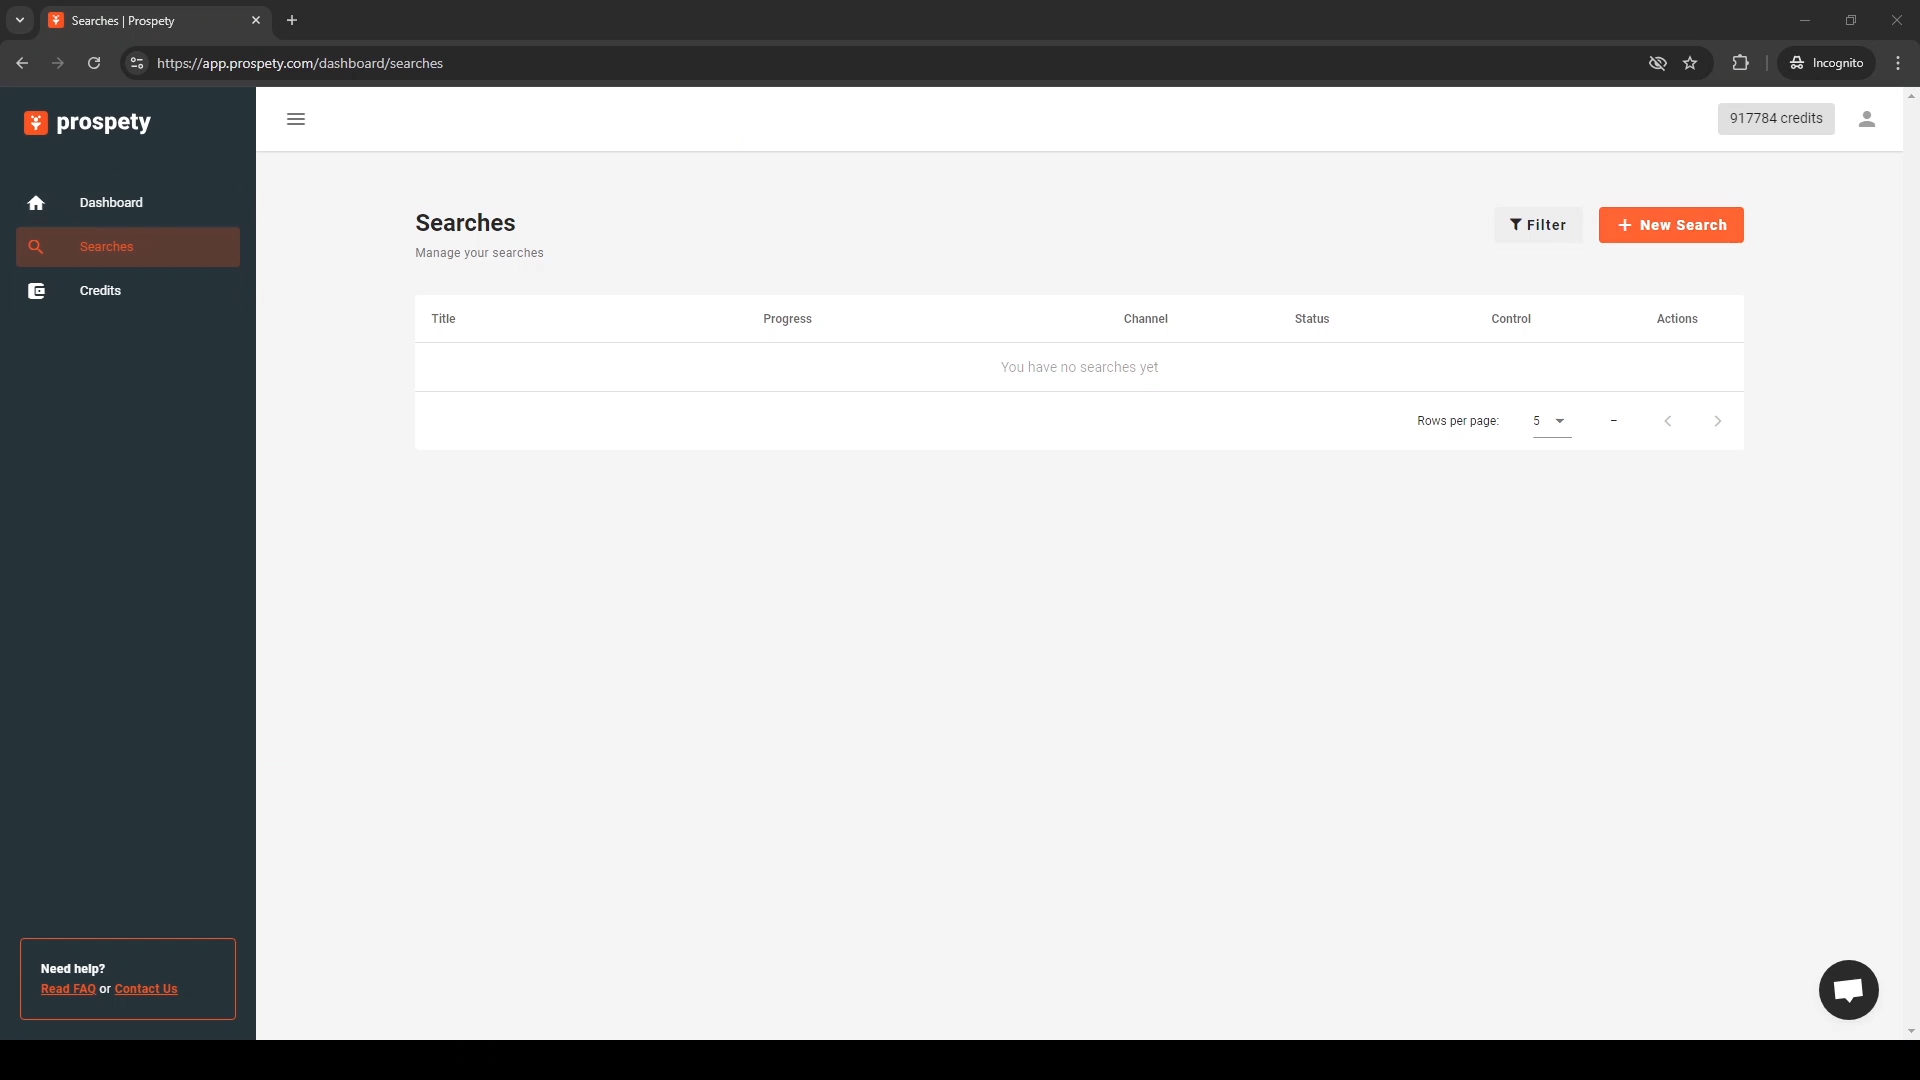 Searches | Prospety
https://app.prospety.com/dashboard/searches
Incognito
prospety
917784 credits
Dashboard
Searches
Credits
Searches
Manage your searches
Filter
New Search
Title Progress Channel Status Control Actions
You have no searches yet
Rows per page: 5 –
Need help?
Read FAQ or Contact Us